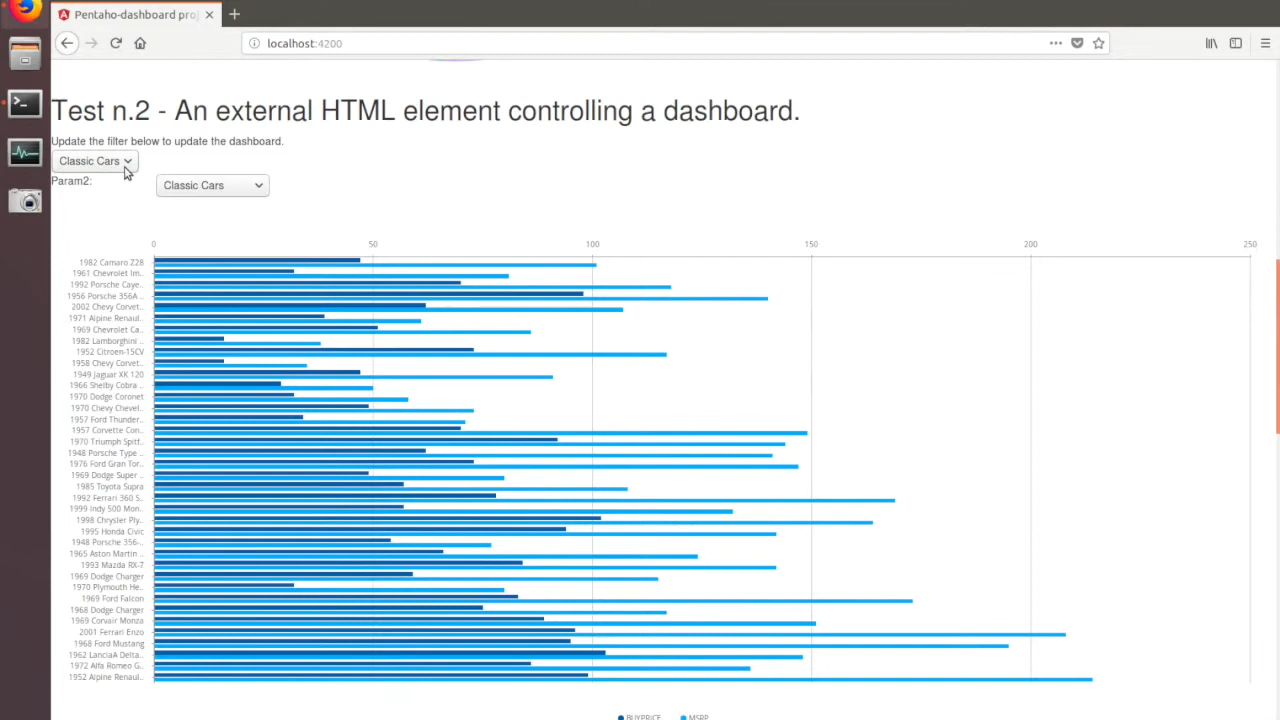 Pentaho-dashboard proj
localhost:4200
Test n.2 - An external HTML element controlling a dashboard.
Update the filter below to update the dashboard.
Classic Cars
Param2:
Classic Cars
0 50 100 150 200 250
1982 Camaro Z28
1961 Chevrolet Im..
1992 Porsche Caye..
1956 Porsche 356A ..
2002 Chevy Corvet..
1971 Alpine Renaul..
1969 Chevrolet Ca..
1982 Lamborghini ..
1952 Citroen-15CV
1958 Chevy Corvet..
1949 Jaguar XK 120
1966 Shelby Cobra ..
1970 Dodge Coronet
1970 Chevy Chevel..
1957 Ford Thunder..
1957 Corvette Con..
1970 Triumph Spitf..
1948 Porsche Type ..
1976 Ford Gran Tor..
1969 Dodge Super ..
1985 Toyota Supra
1992 Ferrari 360 S..
1999 Indy 500 Mon..
1998 Chrysler Ply..
1995 Honda Civic
1948 Porsche 356-..
1965 Aston Martin ..
1993 Mazda RX-7
1969 Dodge Charger
1970 Plymouth He..
1969 Ford Falcon
1968 Dodge Charger
1969 Corvair Monza
2001 Ferrari Enzo
1968 Ford Mustang
1962 LanciaA Delta..
1972 Alfa Romeo G..
1952 Alpine Renaul..
BUYPRICE MSRP